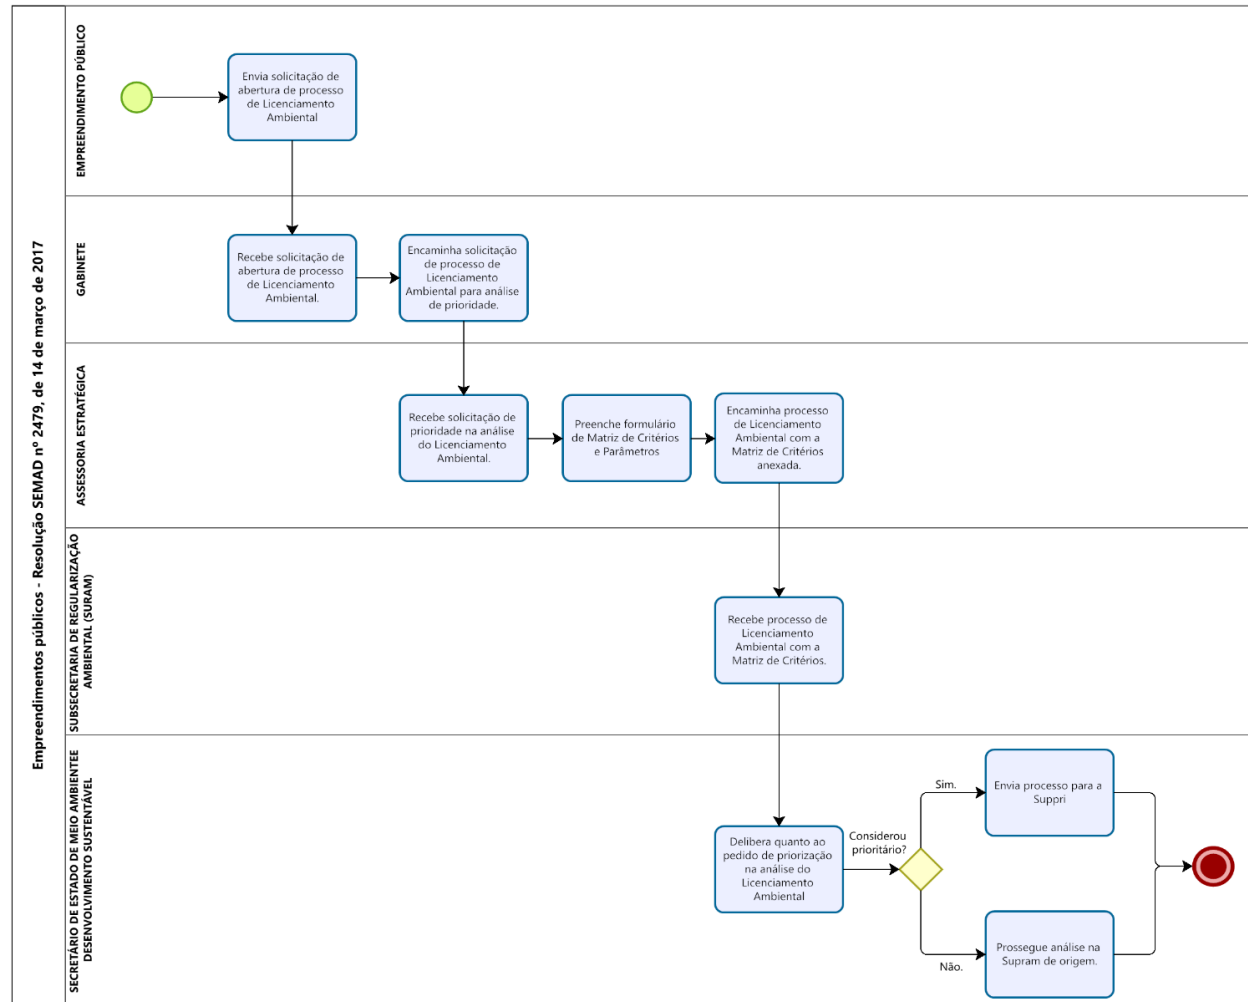 Empreendimentos públicos - Resolução SEMAD nº 2479, de 14 de março de 2017
EMPREENDIMENTO PÚBLICO
Envia solicitação de
abertura de processo
de Licenciamento
Ambiental
GABINETE
Recebe solicitação de
abertura de processo
de Licenciamento
Ambiental.
Encaminha solicitação
de processo de
Licenciamento
Ambiental para análise
de prioridade.
ASSESSORIA ESTRATÉGICA
Recebe solicitação de
prioridade na análise
do Licenciamento
Ambiental.
Preenche formulário
de Matriz de Critérios
e Parâmetros
Encaminha processo
de Licenciamento
Ambiental com a
Matriz de Critérios
anexada.
SUBSECRETARIA DE REGULARIZAÇÃO
AMBIENTAL (SURAM)
Recebe processo de
Licenciamento
Ambiental com a
Matriz de Critérios.
SECRETÁRIO DE ESTADO DE MEIO AMBIENTEE
DESENVOLVIMENTO SUSTENTÁVEL
Delibera quanto ao
pedido de priorização
na análise do
Licenciamento
Ambiental
Considerou
prioritário?
Sim.
Envia processo para a
Suppri
Não.
Prossegue análise na
Supram de origem.